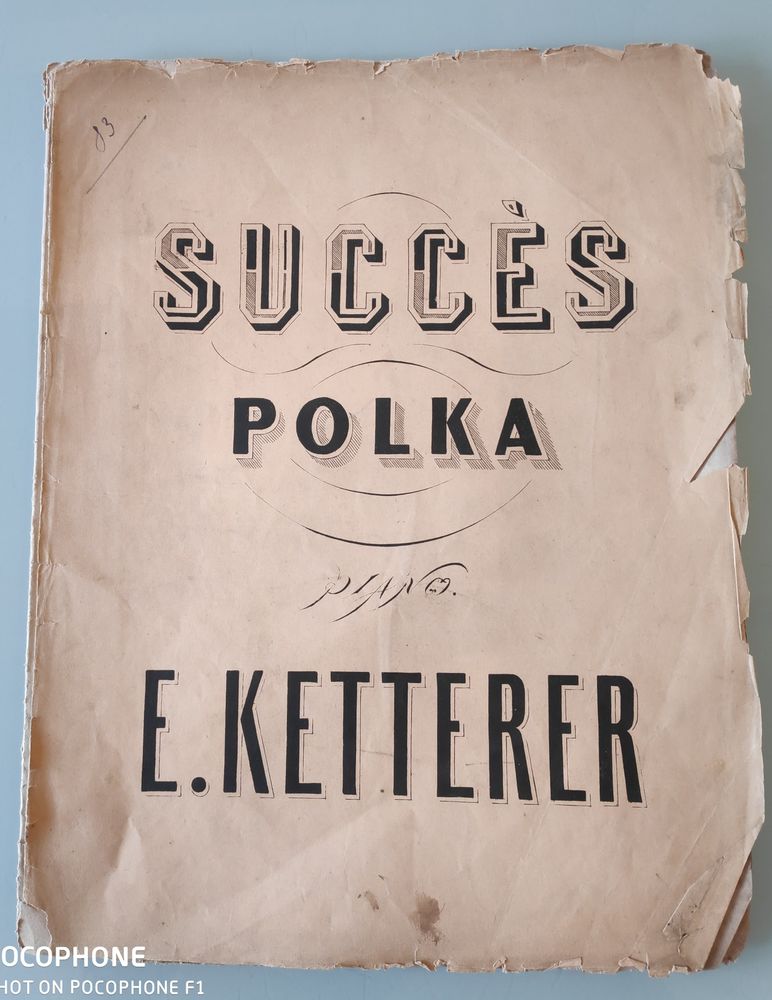 83
SUCCÈS
POLKA
PIANO.
E. KETTERER
OCOPHONE
HOT ON POCOPHONE F1